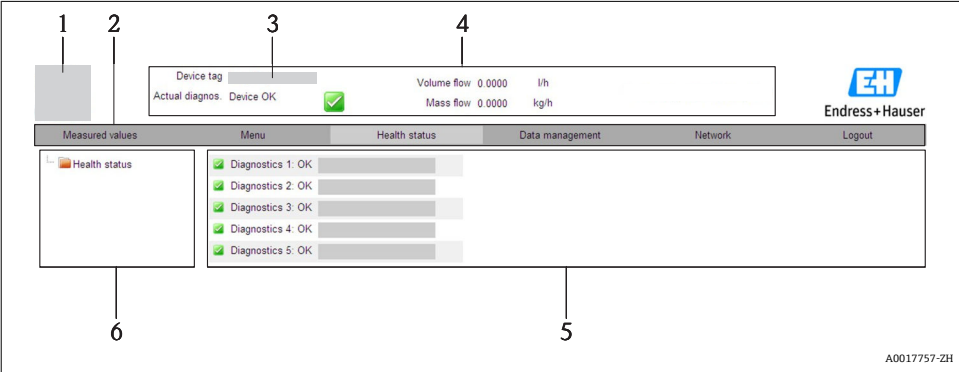 1 2 3 4
Device tag
Volume flow 0.0000 l/h
Actual diagnos. Device OK
Mass flow 0.0000 kg/h
EH
Endress+Hauser
Measured values Menu Health status Data management Network Logout
Health status
Diagnostics 1: OK
Diagnostics 2: OK
Diagnostics 3: OK
Diagnostics 4: OK
Diagnostics 5: OK
6 5
A0017757-ZH